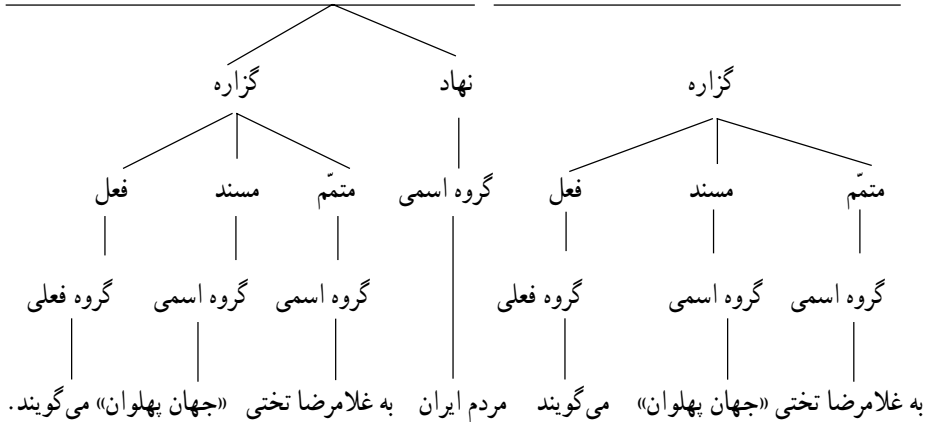 گزاره نهاد گزاره
متمّم مسند فعل گروه اسمی متمّم مسند فعل
گروه اسمی گروه اسمی گروه فعلی گروه اسمی گروه اسمی گروه فعلی
به غلامرضا تختی «جهان پهلوان» می‌گویند مردم ایران به غلامرضا تختی «جهان پهلوان» می‌گویند.